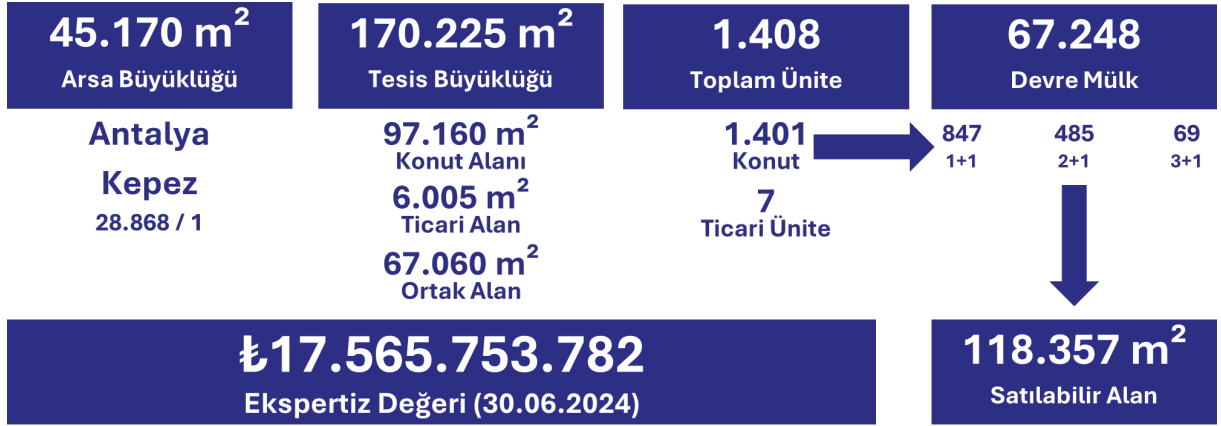 45.170 m²
Arsa Büyüklüğü
Antalya
Kepez
28.868 / 1
170.225 m²
Tesis Büyüklüğü
97.160 m²
Konut Alanı
6.005 m²
Ticari Alan
67.060 m²
Ortak Alan
1.408
Toplam Ünite
1.401
Konut
7
Ticari Ünite
67.248
Devre Mülk
847 485 69
1+1 2+1 3+1
₺17.565.753.782
Ekspertiz Değeri (30.06.2024)
118.357 m²
Satılabilir Alan